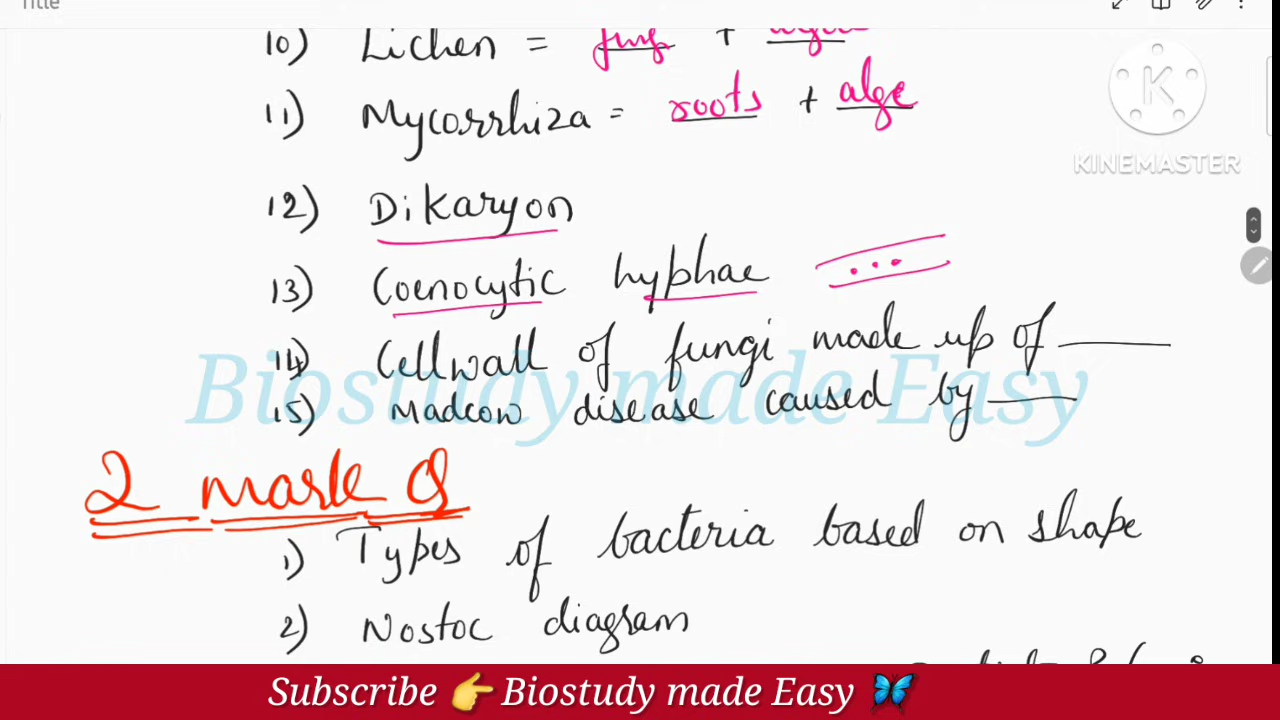 Title
10) Lichen = fung + algae
11) Mycorrhiza = roots + alge
KINEMASTER
12) Dikaryon
13) Coenocytic hyphae
14) Cellwall of fungi made up of
Biostudy made Easy
15) Madcow disease caused by
2 mark Q
1) Types of bacteria based on shape
2) Nostoc diagram
Subscribe 👉 Biostudy made Easy 🦋